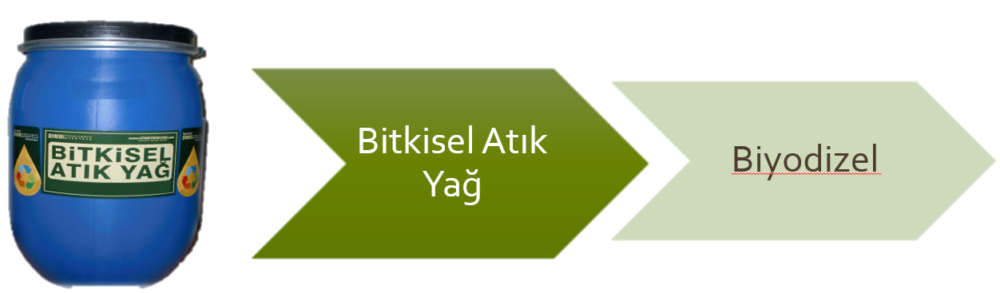 BİTKİSEL
ATIK YAĞ
Bitkisel Atık
Yağ
Biyodizel